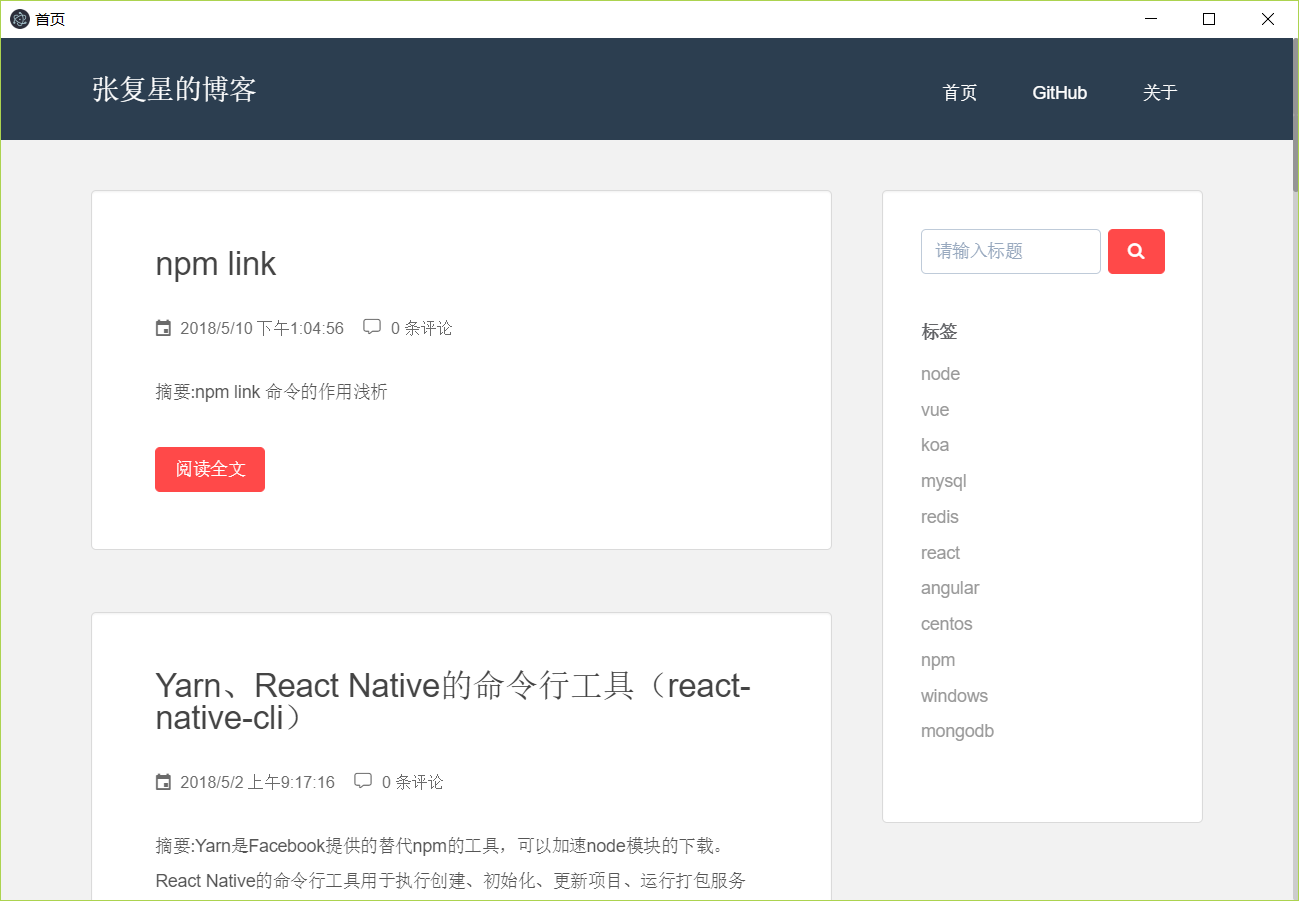 首页
张复星的博客
首页 GitHub 关于
npm link
2018/5/10 下午1:04:56 0 条评论
摘要:npm link 命令的作用浅析
阅读全文
Yarn、React Native的命令行工具（react-
native-cli）
2018/5/2 上午9:17:16 0 条评论
摘要:Yarn是Facebook提供的替代npm的工具，可以加速node模块的下载。
React Native的命令行工具用于执行创建、初始化、更新项目、运行打包服务
请输入标题
标签
node
vue
koa
mysql
redis
react
angular
centos
npm
windows
mongodb